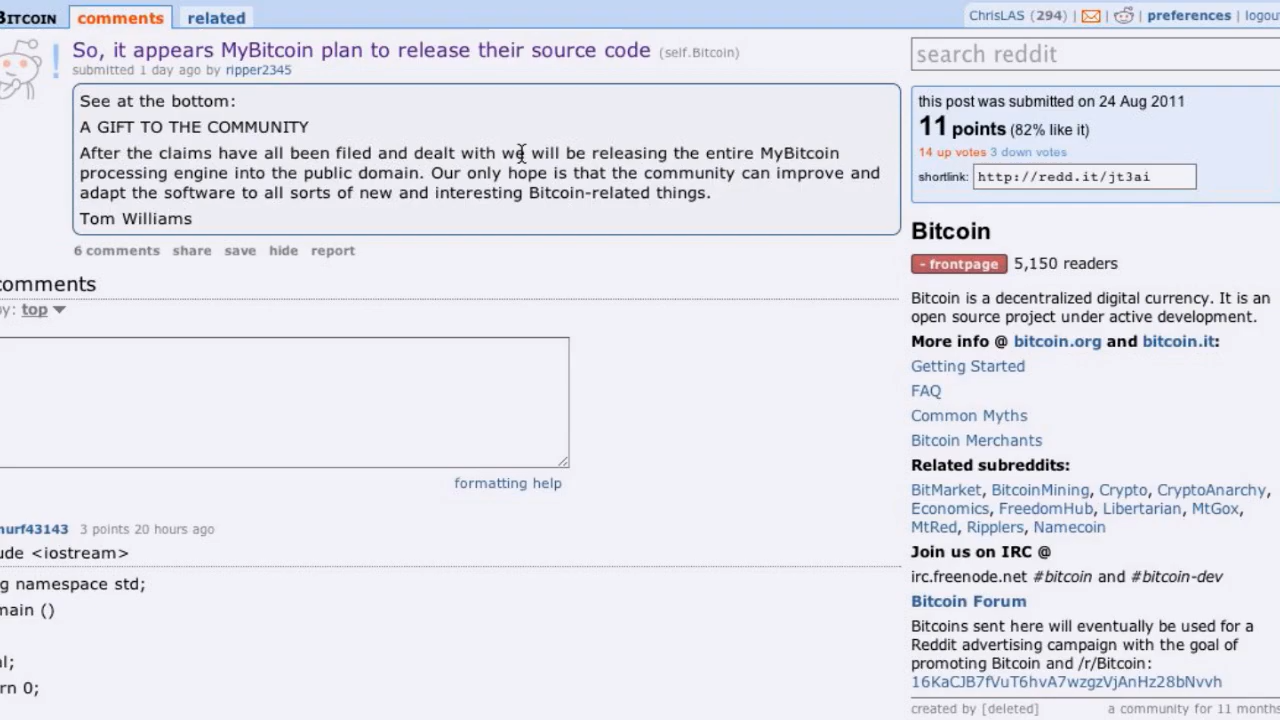 BITCOIN comments related
ChrisLAS (294) | | | preferences | logou
So, it appears MyBitcoin plan to release their source code (self.Bitcoin)
submitted 1 day ago by ripper2345
See at the bottom:
A GIFT TO THE COMMUNITY
After the claims have all been filed and dealt with we will be releasing the entire MyBitcoin
processing engine into the public domain. Our only hope is that the community can improve and
adapt the software to all sorts of new and interesting Bitcoin-related things.
Tom Williams
6 comments share save hide report
comments
by: top
formatting help
nurf43143 3 points 20 hours ago
ude <iostream>
g namespace std;
main ()
al;
rn 0;
search reddit
this post was submitted on 24 Aug 2011
11 points (82% like it)
14 up votes 3 down votes
shortlink: http://redd.it/jt3ai
Bitcoin
- frontpage 5,150 readers
Bitcoin is a decentralized digital currency. It is an
open source project under active development.
More info @ bitcoin.org and bitcoin.it:
Getting Started
FAQ
Common Myths
Bitcoin Merchants
Related subreddits:
BitMarket, BitcoinMining, Crypto, CryptoAnarchy,
Economics, FreedomHub, Libertarian, MtGox,
MtRed, Ripplers, Namecoin
Join us on IRC @
irc.freenode.net #bitcoin and #bitcoin-dev
Bitcoin Forum
Bitcoins sent here will eventually be used for a
Reddit advertising campaign with the goal of
promoting Bitcoin and /r/Bitcoin:
16KaCJB7fVuT6hvA7wzgzVjAnHz28bNvvh
created by [deleted] a community for 11 months